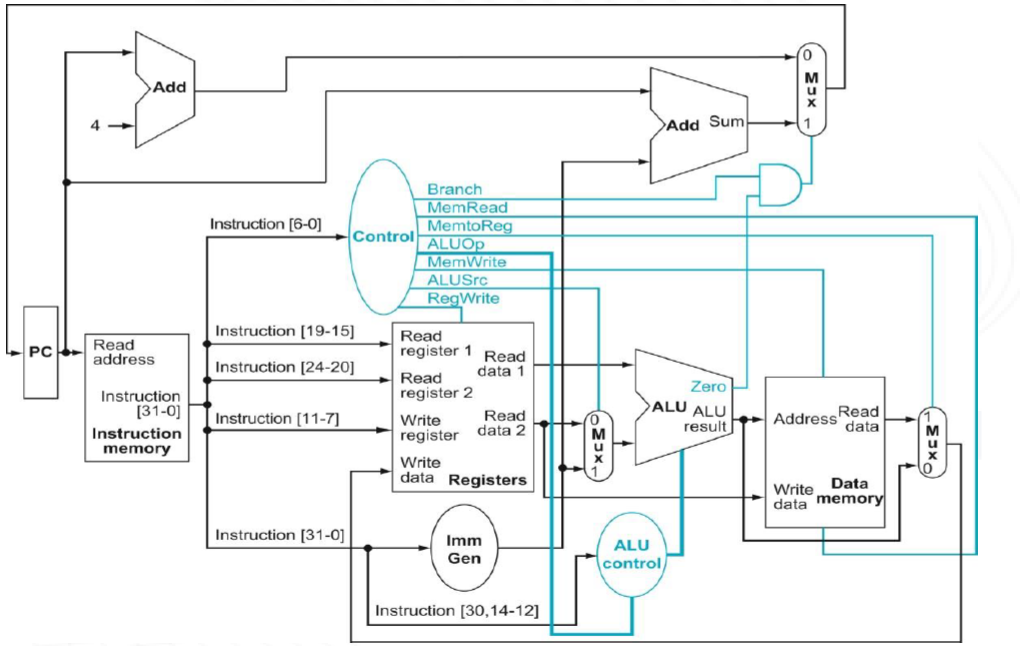 Add
4
Add Sum
0
Mux
1
Branch
MemRead
MemtoReg
ALUOp
MemWrite
ALUSrc
RegWrite
Control
Instruction [6-0]
Instruction [19-15]
Instruction [24-20]
Instruction [11-7]
Instruction [31-0]
Instruction [30,14-12]
PC
Read
address
Instruction
[31-0]
Instruction
memory
Read
register 1
Read
register 2
Write
register
Write
data
Read
data 1
Read
data 2
Registers
0
Mux
1
Zero
ALU
ALU
result
Address
Read
data
Write
data
Data
memory
1
Mux
0
Imm
Gen
ALU
control